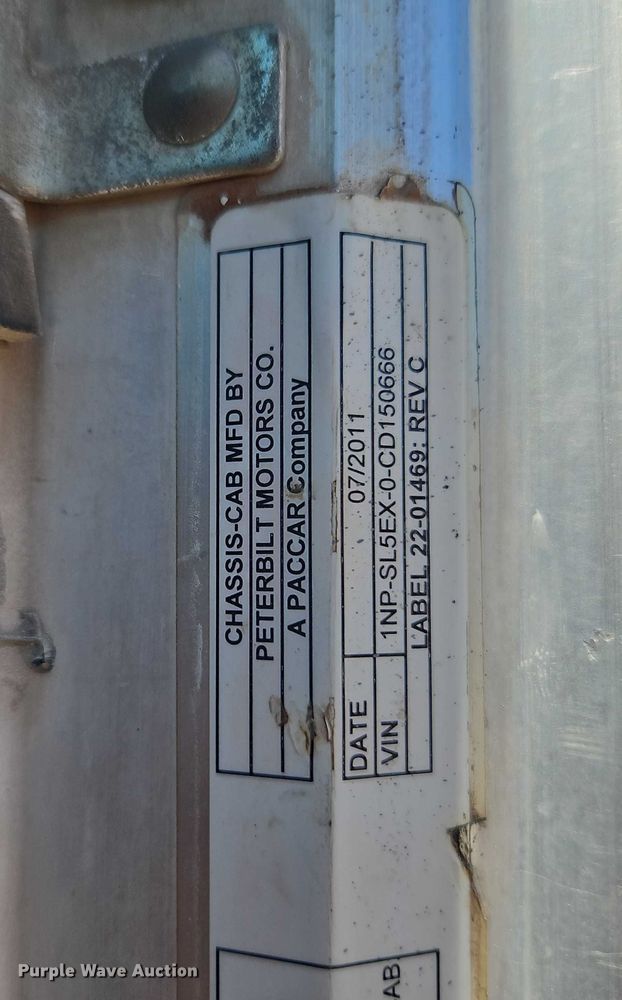 CHASSIS-CAB MFD BY
PETERBILT MOTORS CO.
A PACCAR Company
DATE 07/2011
VIN 1NP-SL5EX-0-CD150666
LABEL 22-01469: REV C
AB
Purple Wave Auction